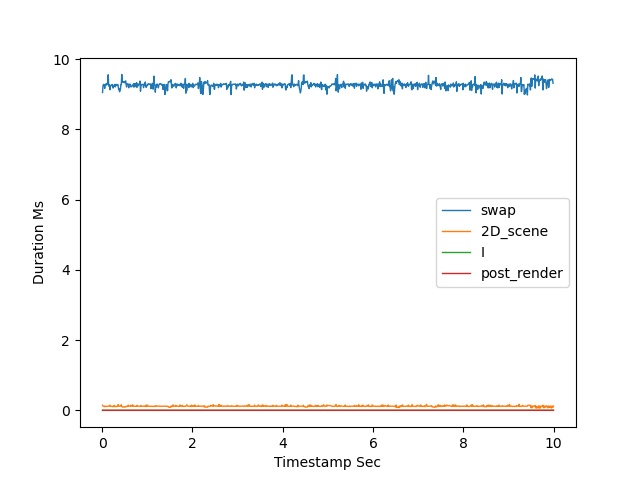 10
8
6
4
2
0
Duration Ms
swap
2D_scene
I
post_render
0 2 4 6 8 10
Timestamp Sec